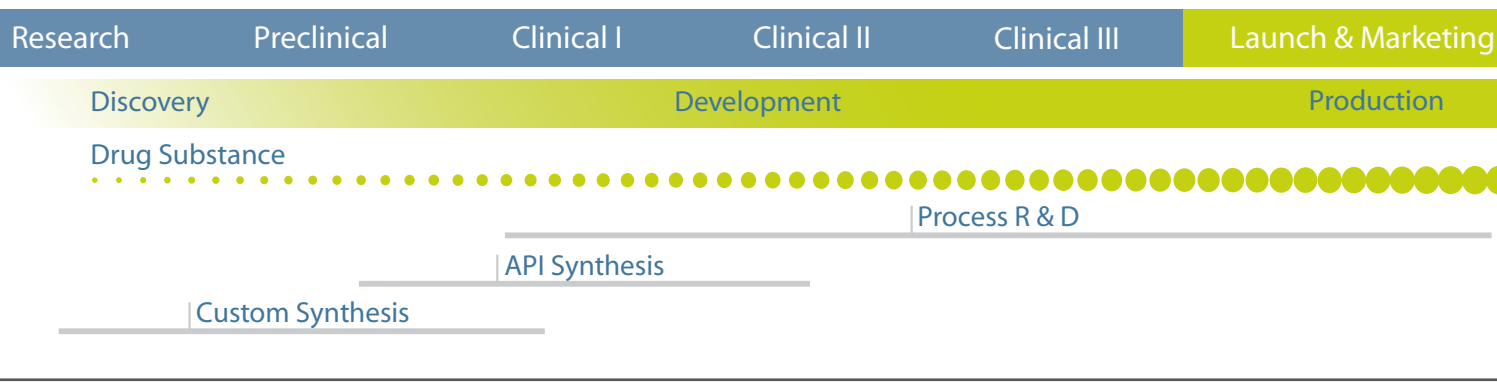 Research Preclinical Clinical I Clinical II Clinical III Launch & Marketing
Discovery Development Production
Drug Substance
Process R & D
API Synthesis
Custom Synthesis